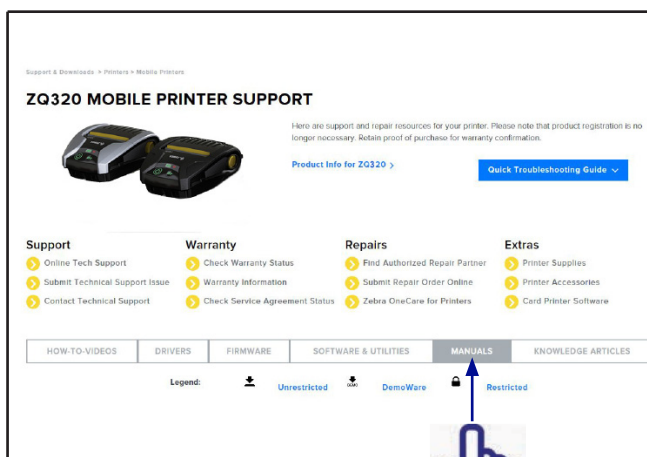 Support & Downloads > Printers > Mobile Printers
ZQ320 MOBILE PRINTER SUPPORT
Here are support and repair resources for your printer. Please note that product registration is no
longer necessary. Retain proof of purchase for warranty confirmation.
Product Info for ZQ320 >
Quick Troubleshooting Guide
Support
Online Tech Support
Submit Technical Support Issue
Contact Technical Support
Warranty
Check Warranty Status
Warranty Information
Check Service Agreement Status
Repairs
Find Authorized Repair Partner
Submit Repair Order Online
Zebra OneCare for Printers
Extras
Printer Supplies
Printer Accessories
Card Printer Software
HOW-TO-VIDEOS DRIVERS FIRMWARE SOFTWARE & UTILITIES MANUALS KNOWLEDGE ARTICLES
Legend: Unrestricted DemoWare Restricted